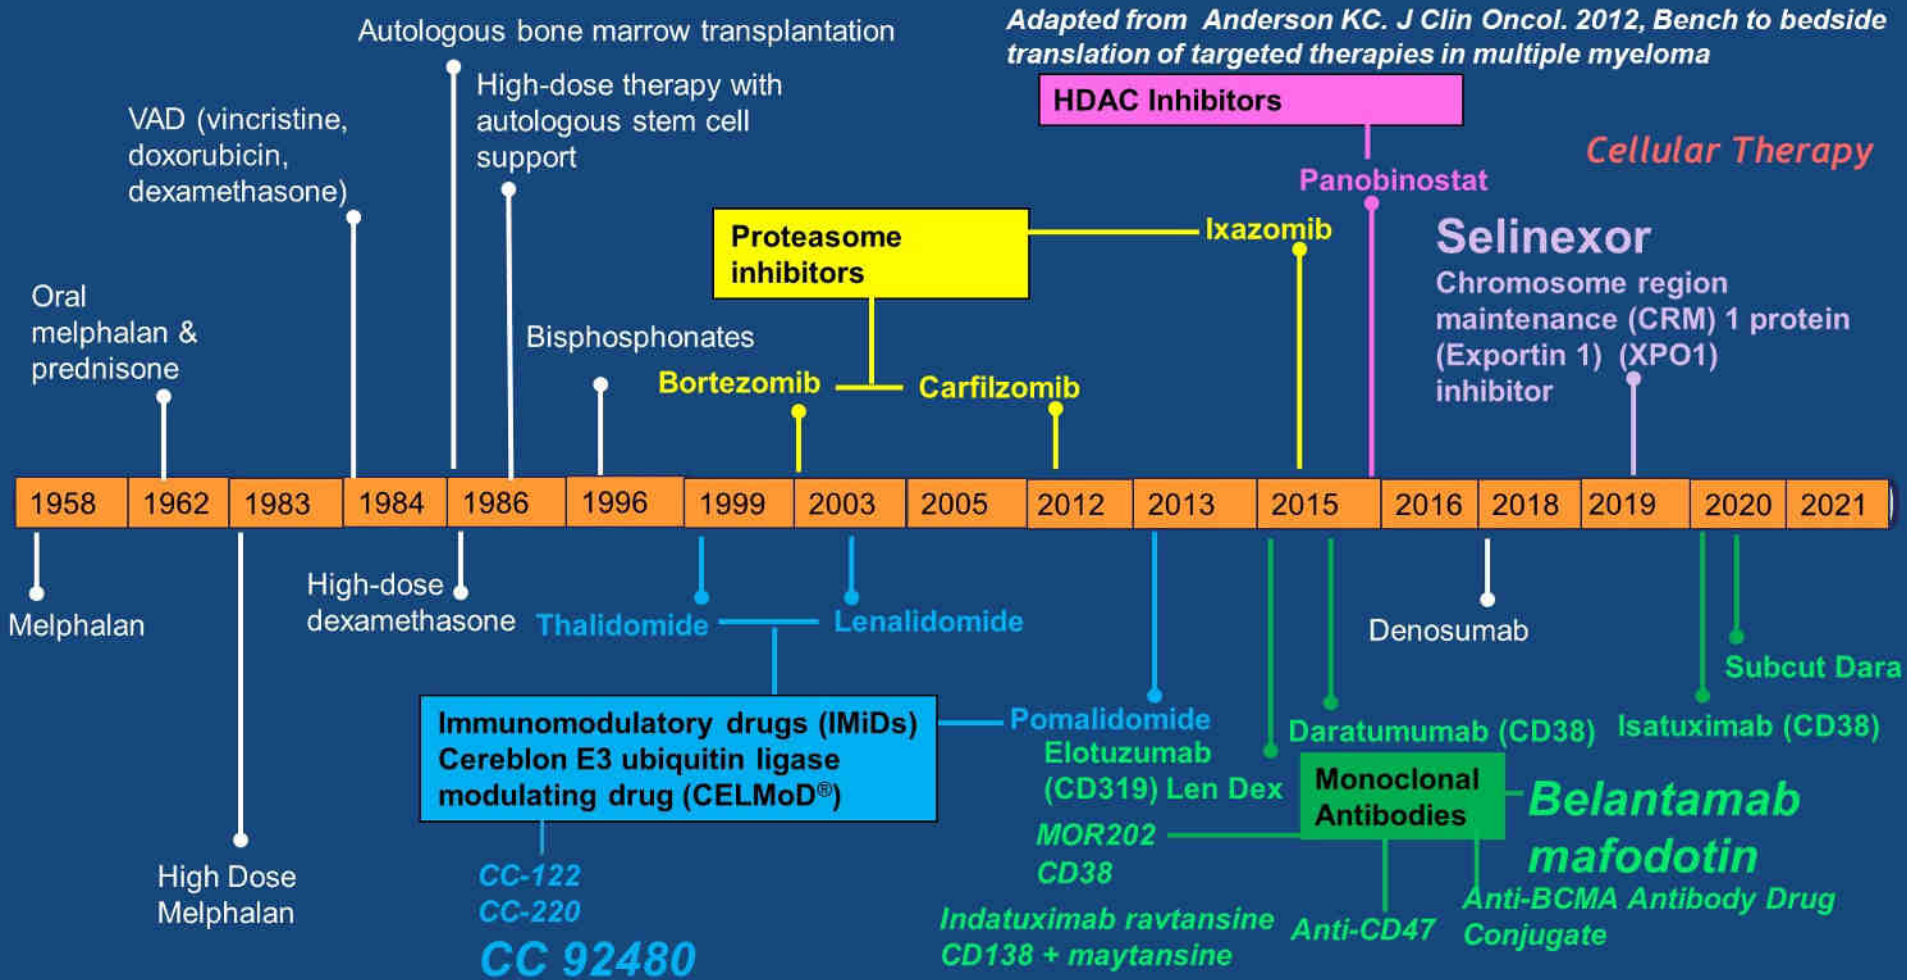 Autologous bone marrow transplantation
Adapted from Anderson KC. J Clin Oncol. 2012, Bench to bedside
translation of targeted therapies in multiple myeloma
High-dose therapy with
autologous stem cell
support
VAD (vincristine,
doxorubicin,
dexamethasone)
HDAC Inhibitors
Cellular Therapy
Panobinostat
Proteasome
inhibitors
Ixazomib
Selinexor
Chromosome region
maintenance (CRM) 1 protein
(Exportin 1) (XPO1)
inhibitor
Oral
melphalan &
prednisone
Bisphosphonates
Bortezomib
Carfilzomib
1958 1962 1983 1984 1986 1996 1999 2003 2005 2012 2013 2015 2016 2018 2019 2020 2021
Melphalan
High-dose
dexamethasone
Thalidomide
Lenalidomide
Denosumab
Subcut Dara
Immunomodulatory drugs (IMiDs)
Cereblon E3 ubiquitin ligase
modulating drug (CELMoD®)
Pomalidomide
Elotuzumab
(CD319) Len Dex
Daratumumab (CD38)
Isatuximab (CD38)
Monoclonal
Antibodies
Belantamab
mafodotin
MOR202
CD38
High Dose
Melphalan
CC-122
CC-220
CC 92480
Indatuximab ravtansine
CD138 + maytansine
Anti-CD47
Anti-BCMA Antibody Drug
Conjugate